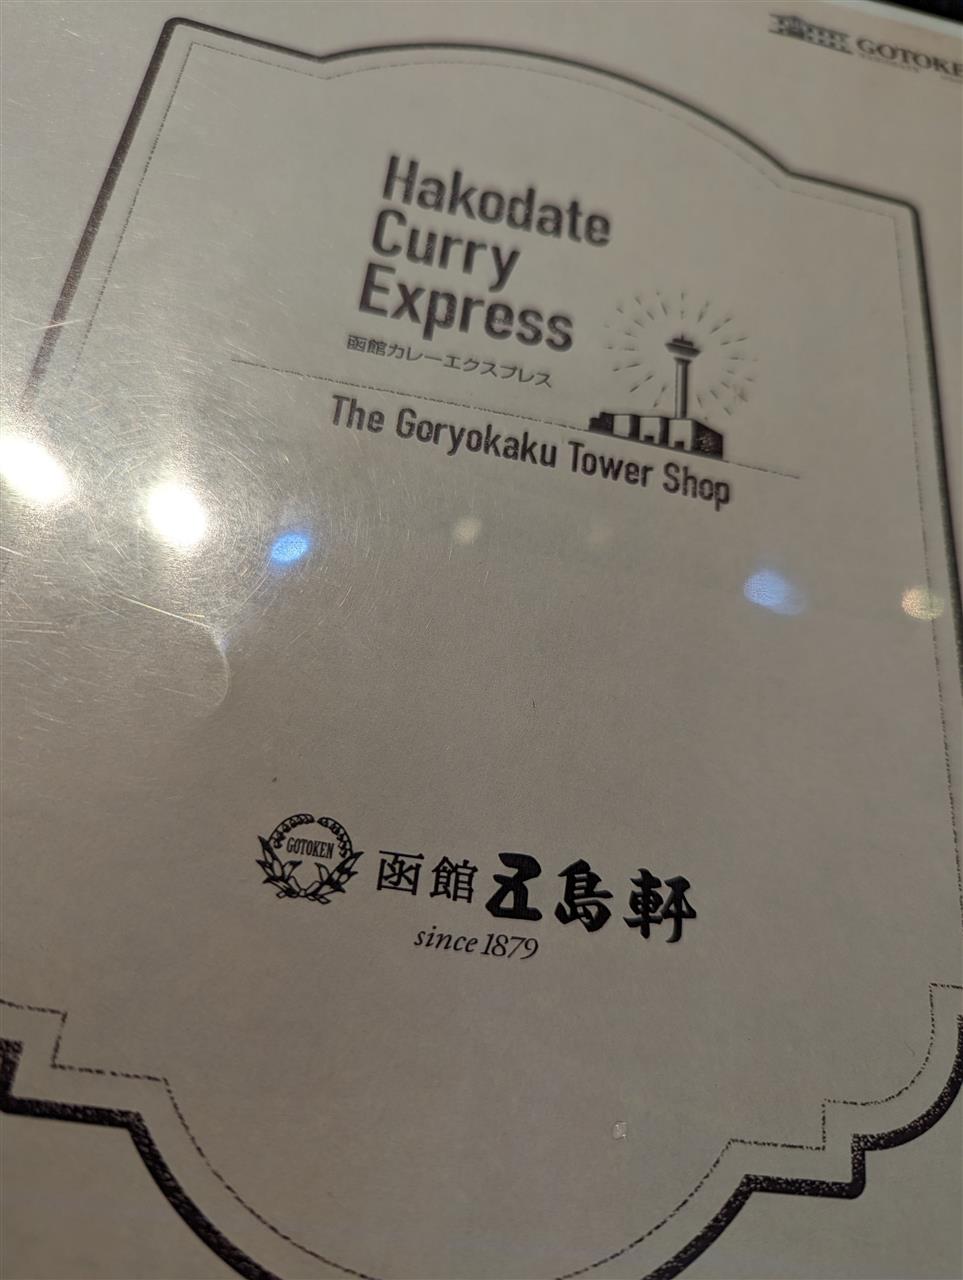 GOTOKE
Hakodate
Curry
Express
函館カレーエクスプレス
The Goryokaku Tower Shop
GOTOKEN
函館 五島軒
since 1879